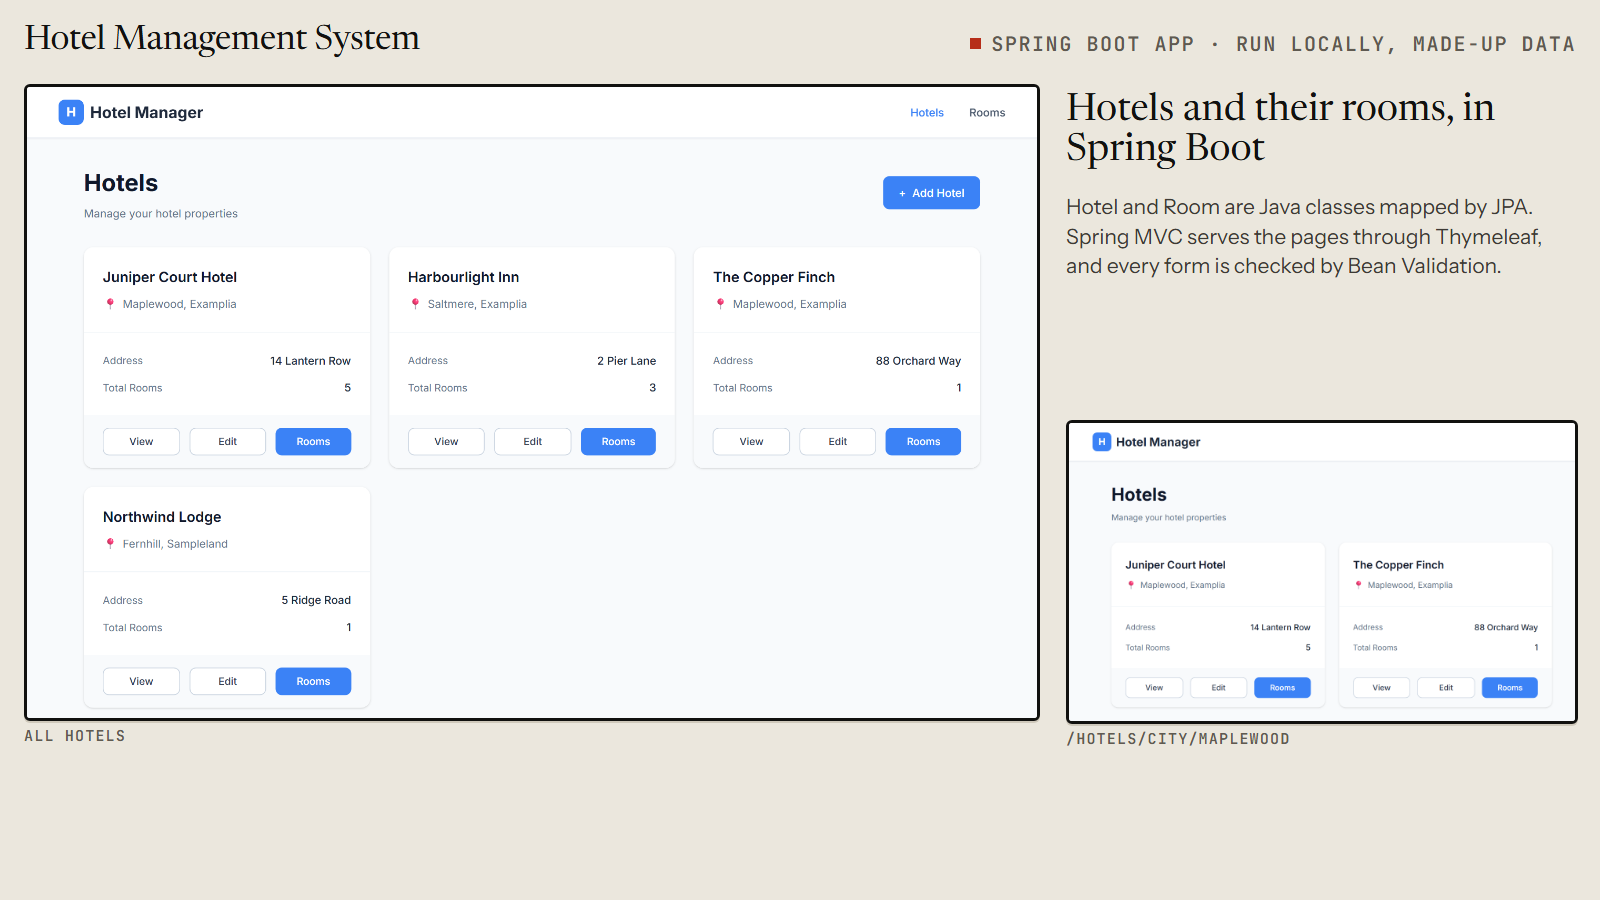 Hotel Management System
SPRING BOOT APP · RUN LOCALLY, MADE-UP DATA
H Hotel Manager
Hotels Rooms
Hotels
Manage your hotel properties
+ Add Hotel
Juniper Court Hotel
Maplewood, Examplia
Address 14 Lantern Row
Total Rooms 5
View Edit Rooms
Harbourlight Inn
Saltmere, Examplia
Address 2 Pier Lane
Total Rooms 3
View Edit Rooms
The Copper Finch
Maplewood, Examplia
Address 88 Orchard Way
Total Rooms 1
View Edit Rooms
Northwind Lodge
Fernhill, Sampleland
Address 5 Ridge Road
Total Rooms 1
View Edit Rooms
ALL HOTELS
Hotels and their rooms, in
Spring Boot
Hotel and Room are Java classes mapped by JPA.
Spring MVC serves the pages through Thymeleaf,
and every form is checked by Bean Validation.
H Hotel Manager
Hotels
Manage your hotel properties
Juniper Court Hotel
Maplewood, Examplia
Address 14 Lantern Row
Total Rooms 5
View Edit Rooms
The Copper Finch
Maplewood, Examplia
Address 88 Orchard Way
Total Rooms 1
View Edit Rooms
/HOTELS/CITY/MAPLEWOOD